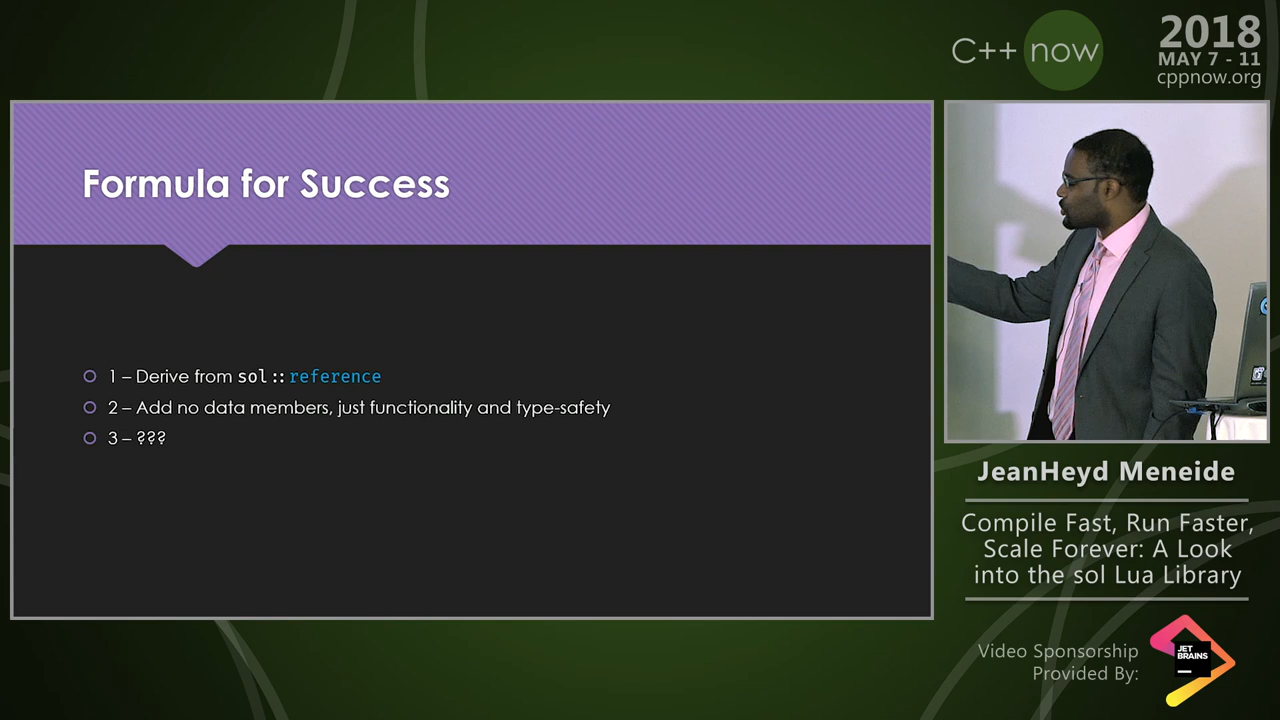 C++ now
2018
MAY 7 - 11
cppnow.org
Formula for Success
1 – Derive from sol::reference
2 – Add no data members, just functionality and type-safety
3 – ???
JeanHeyd Meneide
Compile Fast, Run Faster,
Scale Forever: A Look
into the sol Lua Library
Video Sponsorship
Provided By:
JET
BRAINS